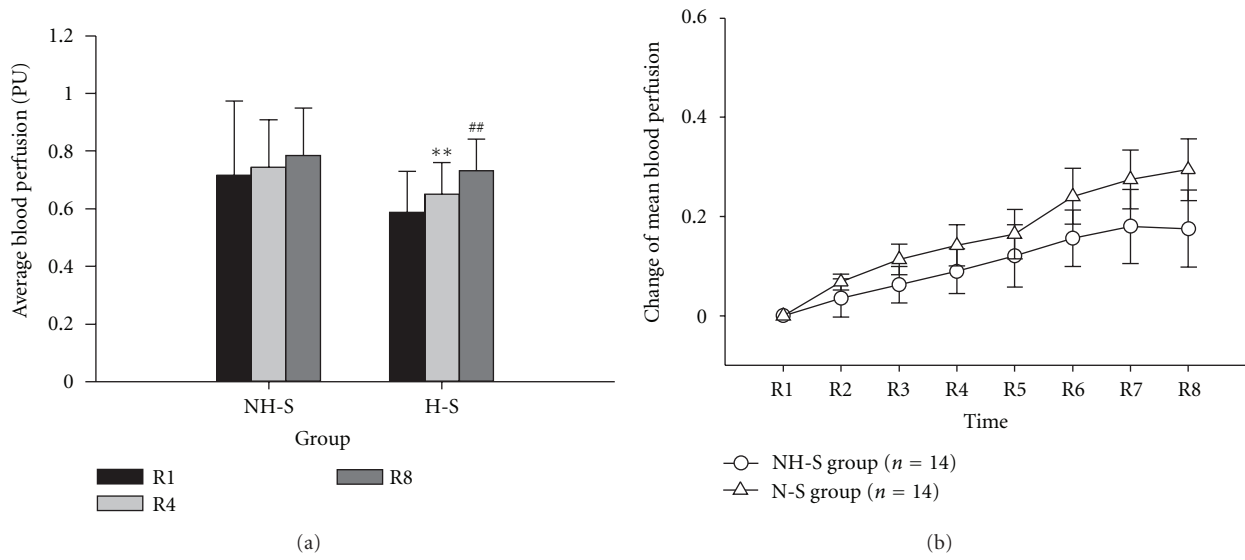 Average blood perfusion (PU)
1.2
1
0.8
0.6
0.4
0.2
0
**
##
NH-S
H-S
Group
R1
R4
R8
(a)
Change of mean blood perfusion
0.6
0.4
0.2
0
R1 R2 R3 R4 R5 R6 R7 R8
Time
NH-S group (n = 14)
N-S group (n = 14)
(b)